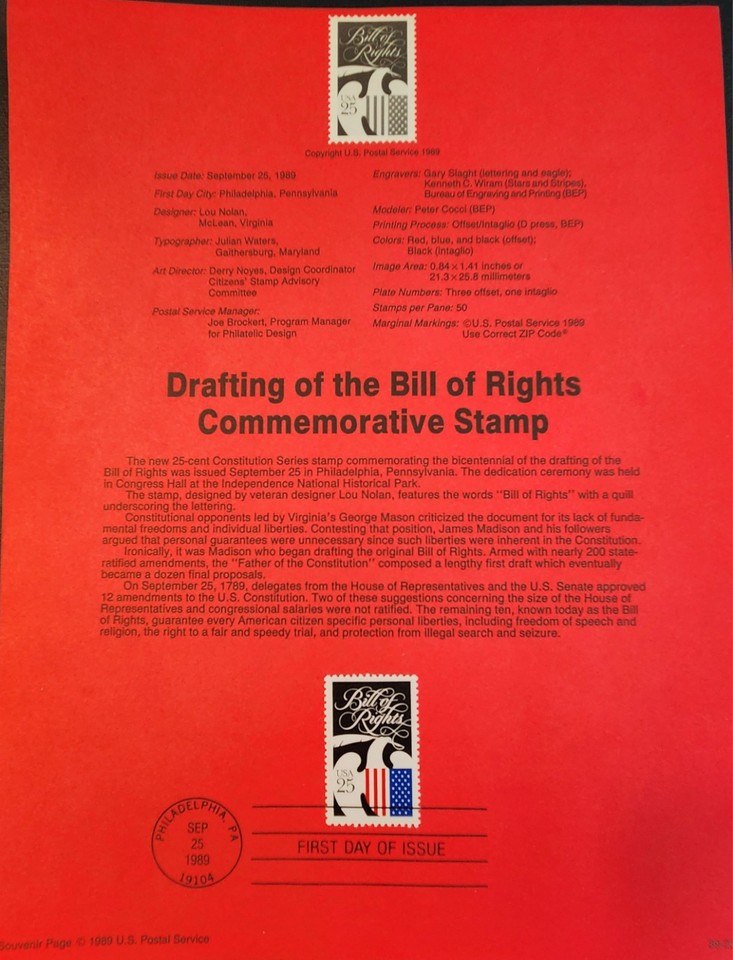 Bill of
Rights
USA
25
Copyright U.S. Postal Service 1989
Issue Date: September 25, 1989
First Day City: Philadelphia, Pennsylvania
Designer: Lou Nolan,
McLean, Virginia
Typographer: Julian Waters,
Gaithersburg, Maryland
Art Director: Derry Noyes, Design Coordinator
Citizens' Stamp Advisory
Committee
Postal Service Manager:
Joe Brockert, Program Manager
for Philatelic Design
Engravers: Gary Slaght (lettering and eagle);
Kenneth C. Wiram (Stars and Stripes),
Bureau of Engraving and Printing (BEP)
Modeler: Peter Cocci (BEP)
Printing Process: Offset/Intaglio (D press, BEP)
Colors: Red, blue, and black (offset);
Black (intaglio)
Image Area: 0.84 × 1.41 inches or
21.3 × 25.8 millimeters
Plate Numbers: Three offset, one intaglio
Stamps per Pane: 50
Marginal Markings: ©U.S. Postal Service 1989
Use Correct ZIP Code®
Drafting of the Bill of Rights
Commemorative Stamp
The new 25-cent Constitution Series stamp commemorating the bicentennial of the drafting of the
Bill of Rights was issued September 25 in Philadelphia, Pennsylvania. The dedication ceremony was held
in Congress Hall at the Independence National Historical Park.
The stamp, designed by veteran designer Lou Nolan, features the words "Bill of Rights" with a quill
underscoring the lettering.
Constitutional opponents led by Virginia's George Mason criticized the document for its lack of funda-
mental freedoms and individual liberties. Contesting that position, James Madison and his followers
argued that personal guarantees were unnecessary since such liberties were inherent in the Constitution.
Ironically, it was Madison who began drafting the original Bill of Rights. Armed with nearly 200 state-
ratified amendments, the "Father of the Constitution" composed a lengthy first draft which eventually
became a dozen final proposals.
On September 25, 1789, delegates from the House of Representatives and the U.S. Senate approved
12 amendments to the U.S. Constitution. Two of these suggestions concerning the size of the House of
Representatives and congressional salaries were not ratified. The remaining ten, known today as the Bill
of Rights, guarantee every American citizen specific personal liberties, including freedom of speech and
religion, the right to a fair and speedy trial, and protection from illegal search and seizure.
Bill of
Rights
USA
25
PHILADELPHIA, PA
SEP
25
1989
19104
FIRST DAY OF ISSUE
Souvenir Page © 1989 U.S. Postal Service